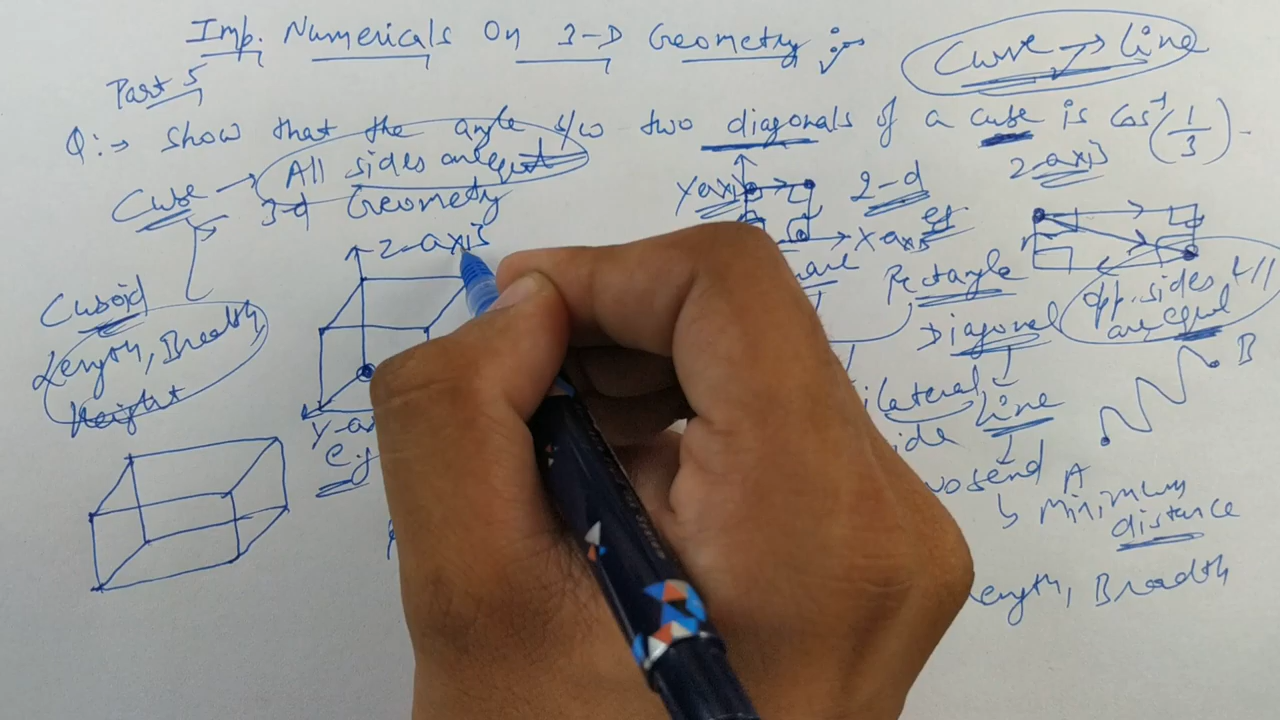 Imp. Numericals On 3-D Geometry :-
Curve → line
Part 5
Q:→ Show that the angle b/w two diagonals of a cube is Cos⁻¹(1/3).
Cube → All sides are equal
3-d Geometry
Z-axis
Y-axis
2-d
2-axis
X-axis
eg
Rectangle
Opp. sides & ||
are equal
Diagonal
Cuboid
Length, Breadth
Height
line
B
A
Minimum
distance
e.g
Breadth